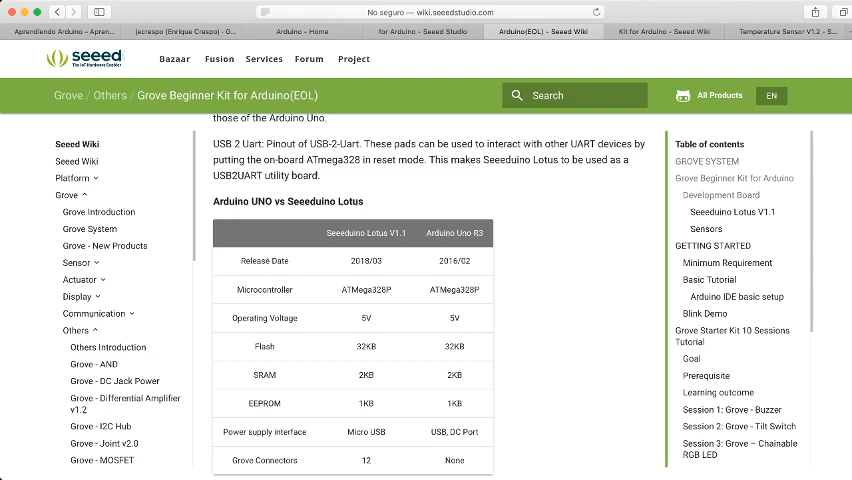 No seguro — wiki.seeedstudio.com
Aprendiendo Arduino – Apren...
jecrespo (Enrique Crespo) - G...
Arduino – Home
for Arduino – Seeed Studio
Arduino(EOL) – Seeed Wiki
Kit for Arduino – Seeed Wiki
Temperature Sensor V1.2 – S...
seeed
The IoT Hardware Enabler
Bazaar Fusion Services Forum Project
Grove / Others / Grove Beginner Kit for Arduino(EOL)
Search
All Products
EN
Seeed Wiki
Seeed Wiki
Platform
Grove
Grove Introduction
Grove System
Grove - New Products
Sensor
Actuator
Display
Communication
Others
Others Introduction
Grove - AND
Grove - DC Jack Power
Grove - Differential Amplifier
v1.2
Grove - I2C Hub
Grove - Joint v2.0
Grove - MOSFET
those of the Arduino Uno.
USB 2 Uart: Pinout of USB-2-Uart. These pads can be used to interact with other UART devices by
putting the on-board ATmega328 in reset mode. This makes Seeeduino Lotus to be used as a
USB2UART utility board.
Arduino UNO vs Seeeduino Lotus
Seeeduino Lotus V1.1 Arduino Uno R3
Release Date 2018/03 2016/02
Microcontroller ATMega328P ATMega328P
Operating Voltage 5V 5V
Flash 32KB 32KB
SRAM 2KB 2KB
EEPROM 1KB 1KB
Power supply interface Micro USB USB, DC Port
Grove Connectors 12 None
Table of contents
GROVE SYSTEM
Grove Beginner Kit for Arduino
Development Board
Seeeduino Lotus V1.1
Sensors
GETTING STARTED
Minimum Requirement
Basic Tutorial
Arduino IDE basic setup
Blink Demo
Grove Starter Kit 10 Sessions
Tutorial
Goal
Prerequisite
Learning outcome
Session 1: Grove - Buzzer
Session 2: Grove - Tilt Switch
Session 3: Grove – Chainable
RGB LED